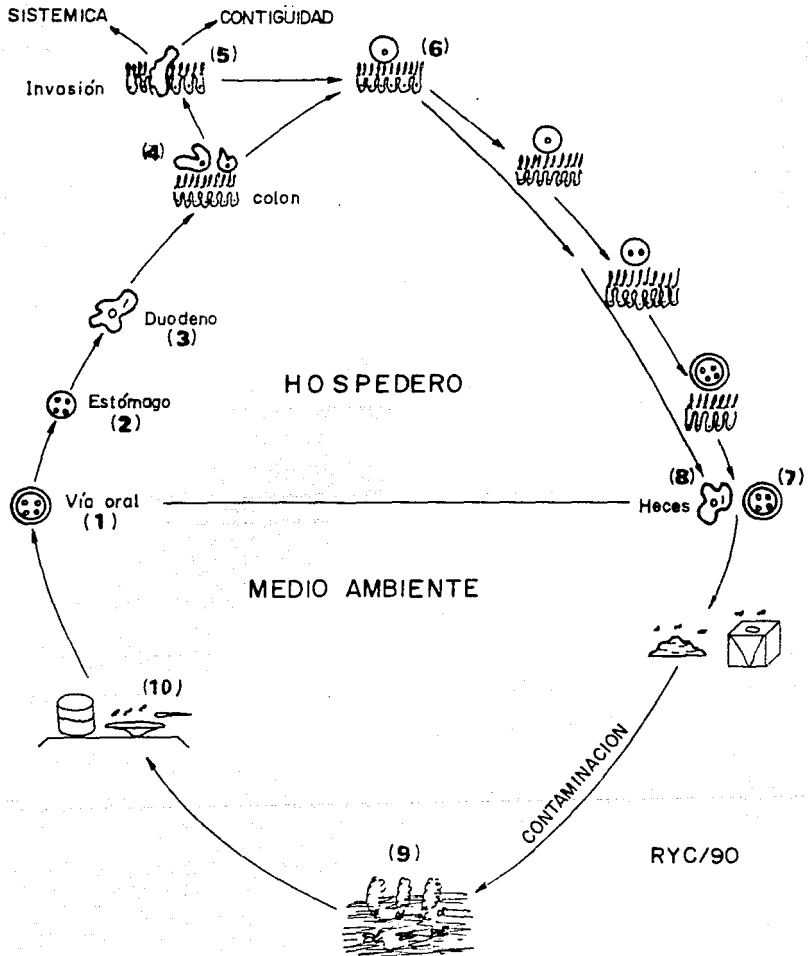 SISTEMICA
CONTIGÜIDAD
(5)
(6)
Invasión
(4)
colon
Duodeno
(3)
HOSPEDERO
Estómago
(2)
Vía oral
(1)
(8)
(7)
Heces
MEDIO AMBIENTE
(10)
CONTAMINACION
(9)
RYC/90